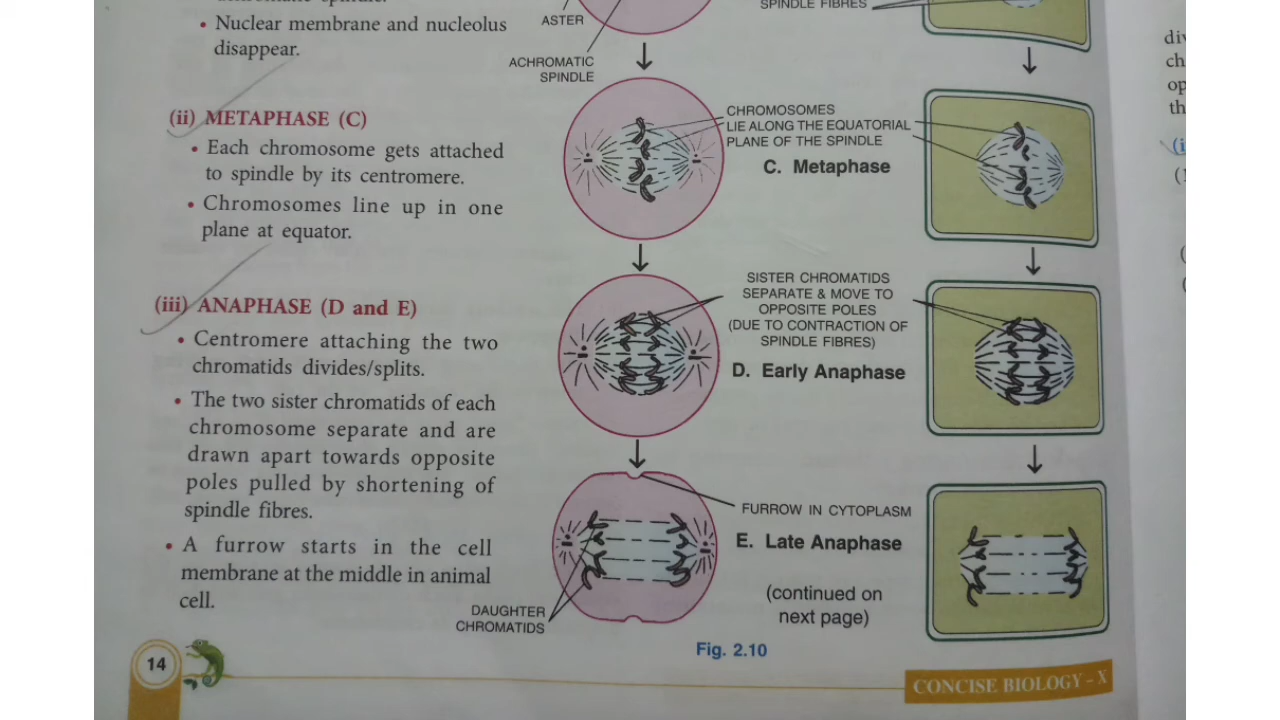 • Nuclear membrane and nucleolus
disappear.
(ii) METAPHASE (C)
• Each chromosome gets attached
to spindle by its centromere.
• Chromosomes line up in one
plane at equator.
(iii) ANAPHASE (D and E)
• Centromere attaching the two
chromatids divides/splits.
• The two sister chromatids of each
chromosome separate and are
drawn apart towards opposite
poles pulled by shortening of
spindle fibres.
• A furrow starts in the cell
membrane at the middle in animal
cell.
ASTER
ACHROMATIC
SPINDLE
SPINDLE FIBRES
CHROMOSOMES
LIE ALONG THE EQUATORIAL
PLANE OF THE SPINDLE
C. Metaphase
SISTER CHROMATIDS
SEPARATE & MOVE TO
OPPOSITE POLES
(DUE TO CONTRACTION OF
SPINDLE FIBRES)
D. Early Anaphase
FURROW IN CYTOPLASM
E. Late Anaphase
(continued on
next page)
DAUGHTER
CHROMATIDS
Fig. 2.10
14
CONCISE BIOLOGY – X
ch
op
th